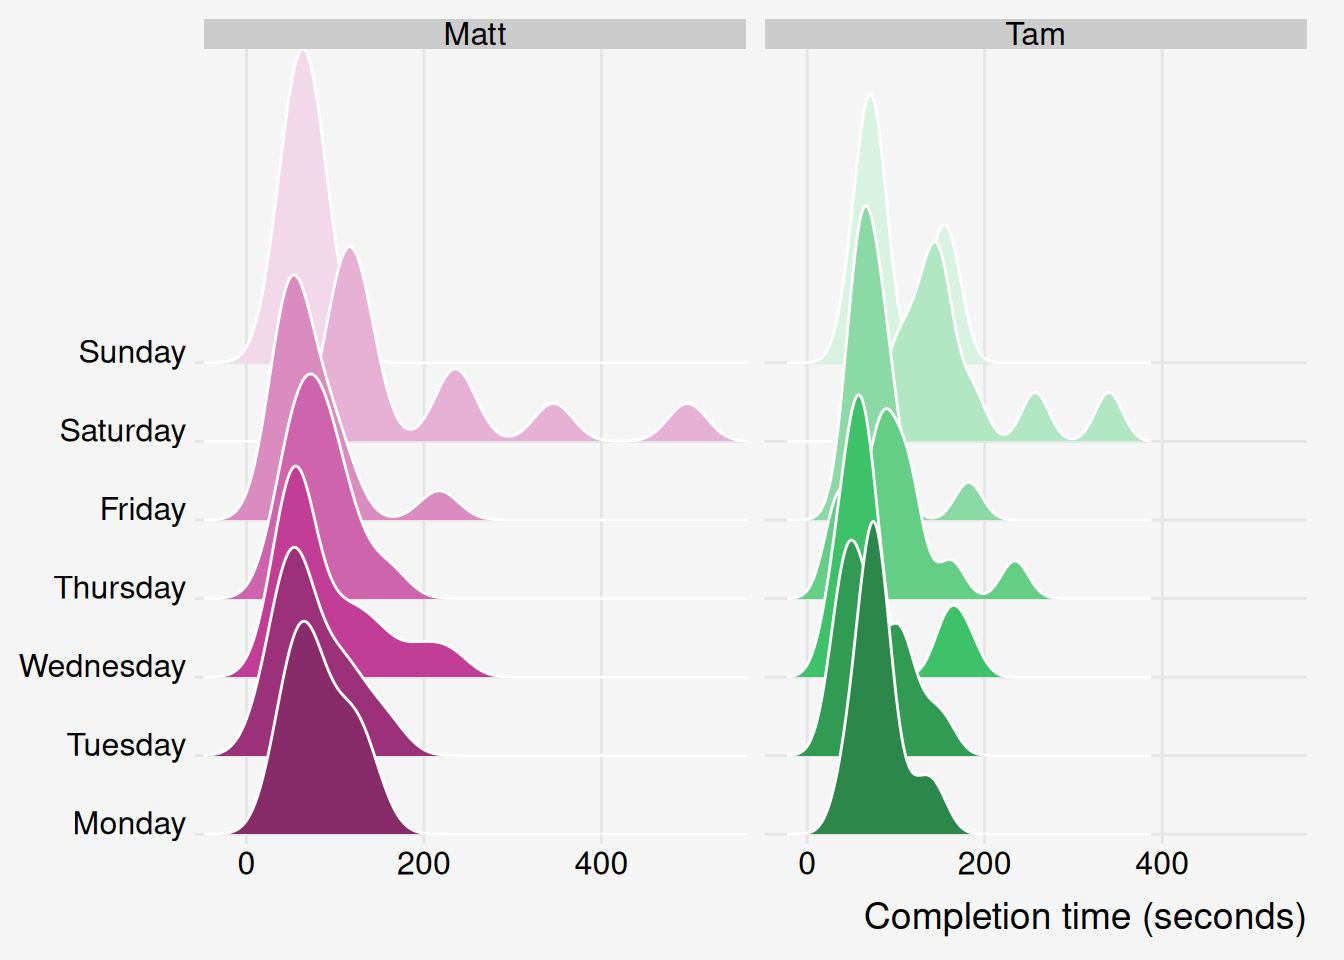 Matt Tam
Sunday
Saturday
Friday
Thursday
Wednesday
Tuesday
Monday
0 200 400 0 200 400
Completion time (seconds)